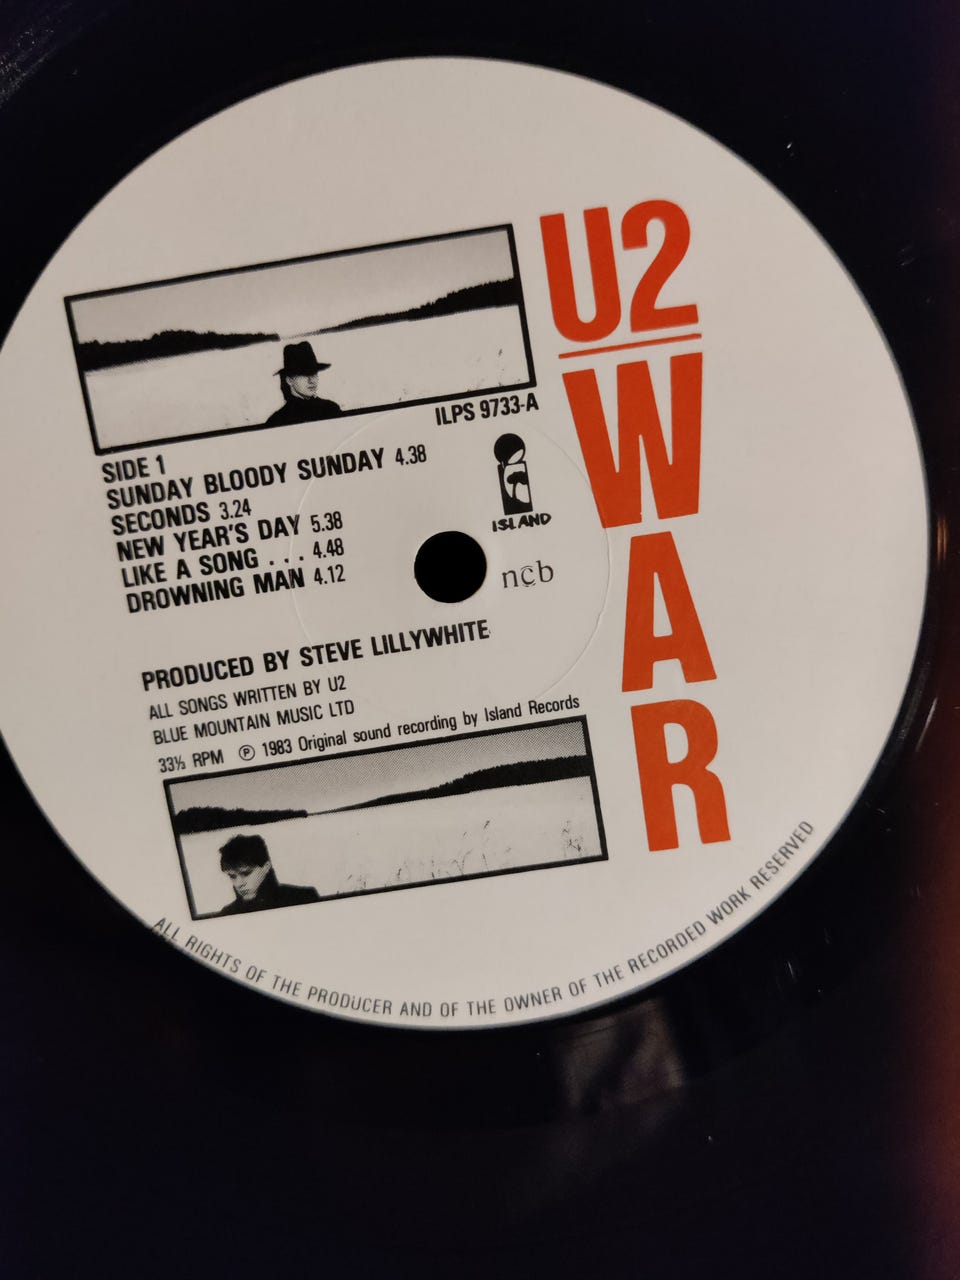 U2
WAR
ILPS 9733-A
SIDE 1
SUNDAY BLOODY SUNDAY 4.38
SECONDS 3.24
NEW YEAR'S DAY 5.38
LIKE A SONG . . . 4.48
DROWNING MAN 4.12
ISLAND
ncb
PRODUCED BY STEVE LILLYWHITE
ALL SONGS WRITTEN BY U2
BLUE MOUNTAIN MUSIC LTD
33⅓ RPM ℗ 1983 Original sound recording by Island Records
ALL RIGHTS OF THE PRODUCER AND OF THE OWNER OF THE RECORDED WORK RESERVED